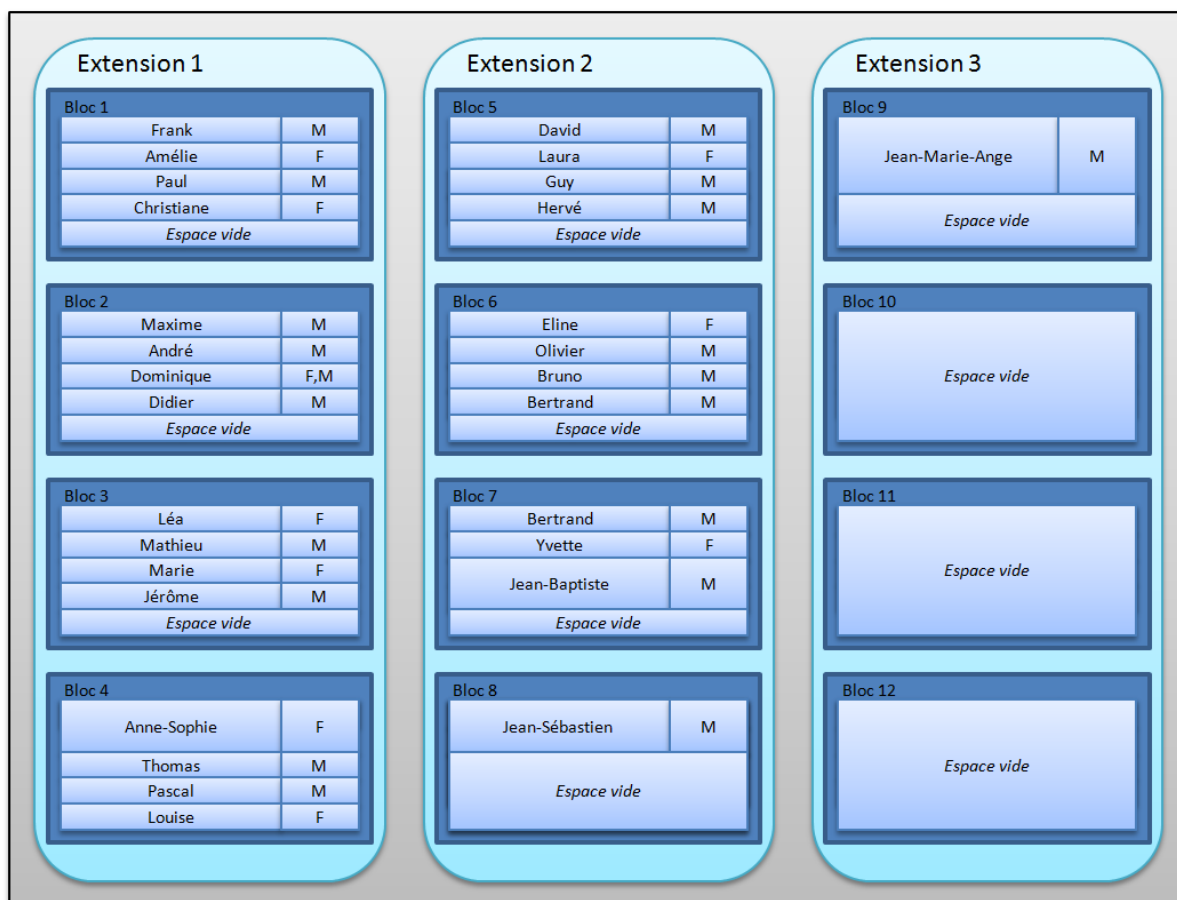 Extension 1
Bloc 1
Frank M
Amélie F
Paul M
Christiane F
Espace vide
Bloc 2
Maxime M
André M
Dominique F,M
Didier M
Espace vide
Bloc 3
Léa F
Mathieu M
Marie F
Jérôme M
Espace vide
Bloc 4
Anne-Sophie F
Thomas M
Pascal M
Louise F
Extension 2
Bloc 5
David M
Laura F
Guy M
Hervé M
Espace vide
Bloc 6
Eline F
Olivier M
Bruno M
Bertrand M
Espace vide
Bloc 7
Bertrand M
Yvette F
Jean-Baptiste M
Espace vide
Bloc 8
Jean-Sébastien M
Espace vide
Extension 3
Bloc 9
Jean-Marie-Ange M
Espace vide
Bloc 10
Espace vide
Bloc 11
Espace vide
Bloc 12
Espace vide